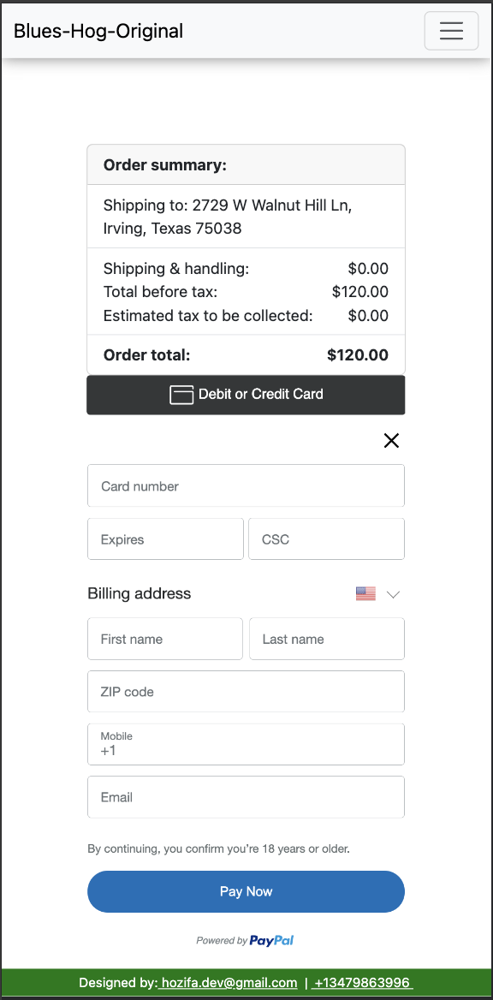 Blues-Hog-Original
Order summary:
Shipping to: 2729 W Walnut Hill Ln,
Irving, Texas 75038
Shipping & handling: $0.00
Total before tax: $120.00
Estimated tax to be collected: $0.00
Order total: $120.00
Debit or Credit Card
Card number
Expires CSC
Billing address
First name Last name
ZIP code
Mobile
+1
Email
By continuing, you confirm you’re 18 years or older.
Pay Now
Powered by PayPal
Designed by: hozifa.dev@gmail.com | +13479863996